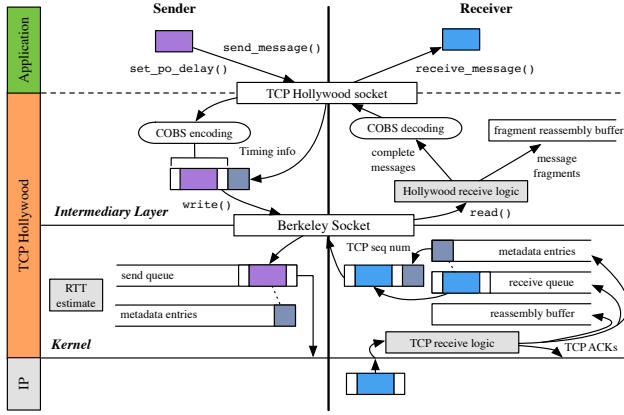 Sender
Receiver
Application
send_message()
set_po_delay()
receive_message()
TCP Hollywood socket
TCP Hollywood
COBS encoding
COBS decoding
fragment reassembly buffer
Timing info
complete
messages
message
fragments
Hollywood receive logic
write()
read()
Intermediary Layer
Berkeley Socket
TCP seq num
metadata entries
send queue
receive queue
RTT
estimate
metadata entries
reassembly buffer
Kernel
TCP receive logic
TCP ACKs
IP